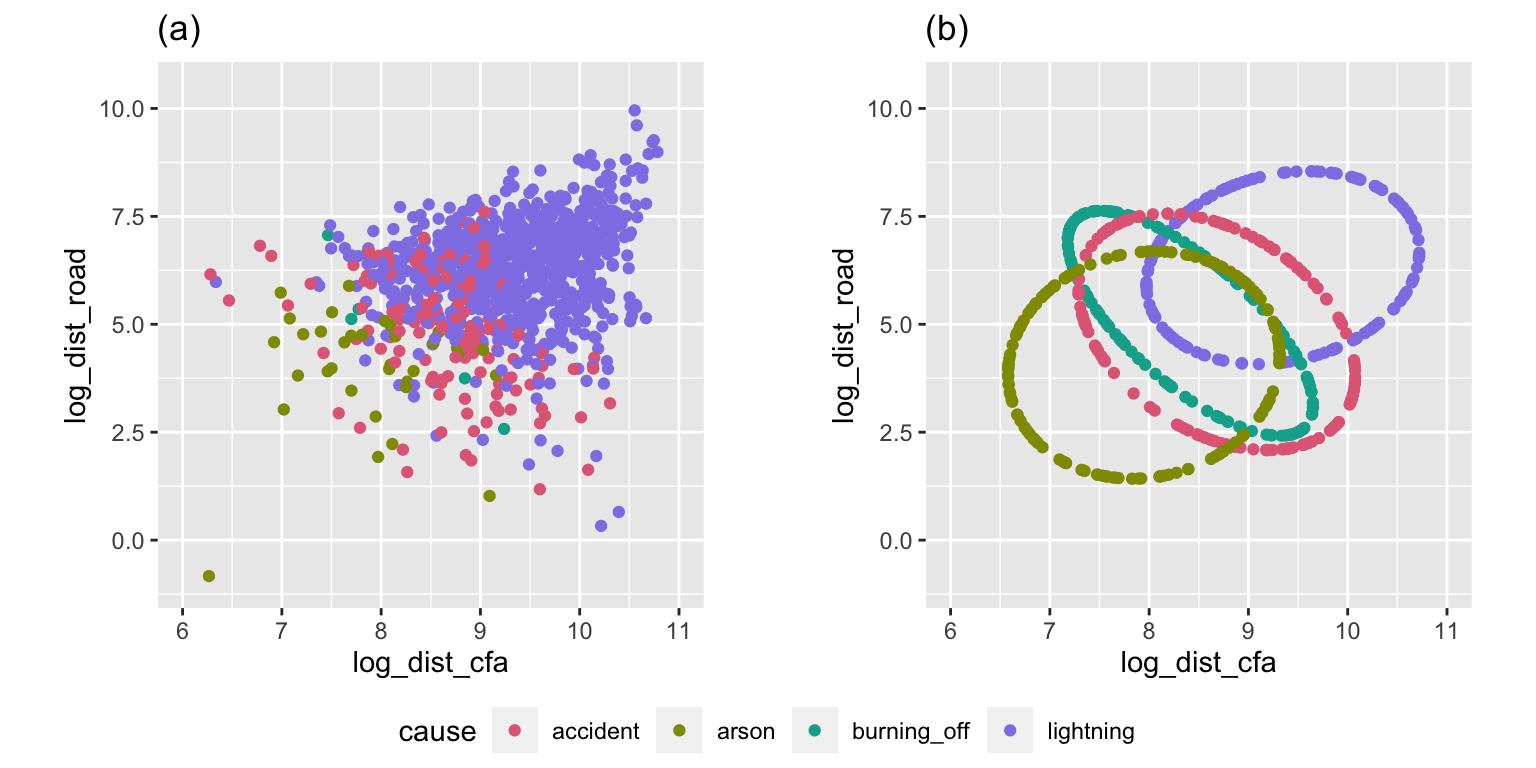 (a)
log_dist_road
10.0
7.5
5.0
2.5
0.0
6 7 8 9 10 11
log_dist_cfa
(b)
log_dist_road
10.0
7.5
5.0
2.5
0.0
6 7 8 9 10 11
log_dist_cfa
cause accident arson burning_off lightning